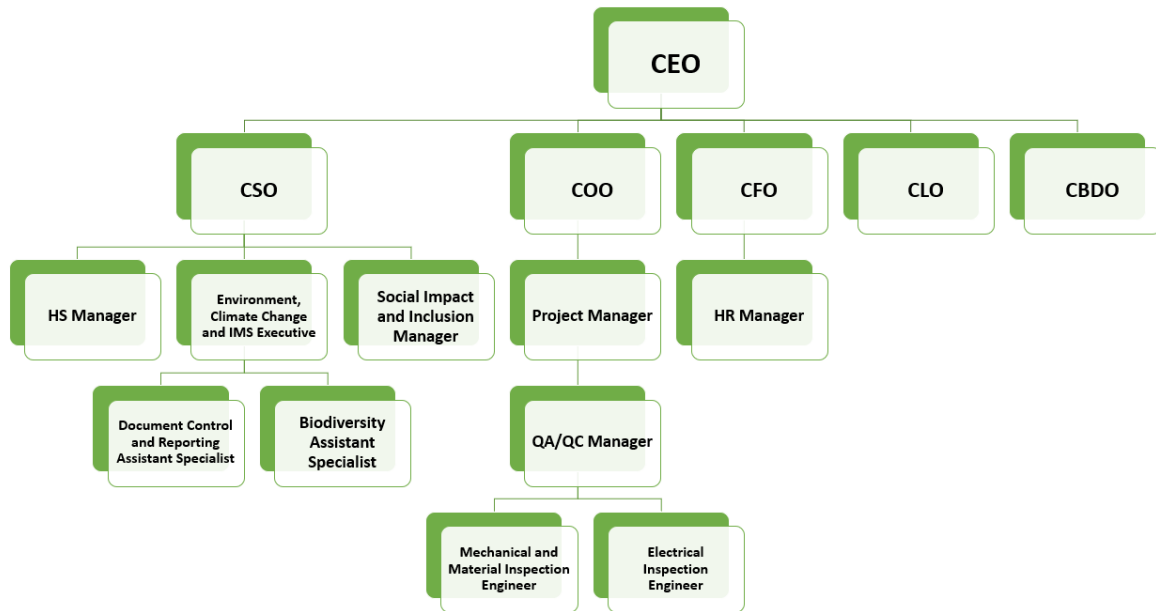 CEO
CSO
COO
CFO
CLO
CBDO
HS Manager
Environment,
Climate Change
and IMS Executive
Social Impact
and Inclusion
Manager
Project Manager
HR Manager
Document Control
and Reporting
Assistant Specialist
Biodiversity
Assistant
Specialist
QA/QC Manager
Mechanical and
Material Inspection
Engineer
Electrical
Inspection
Engineer